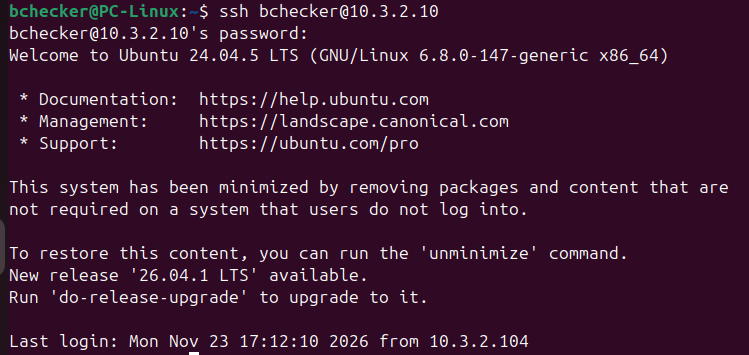 bchecker@PC-Linux:~$ ssh bchecker@10.3.2.10
bchecker@10.3.2.10's password:
Welcome to Ubuntu 24.04.5 LTS (GNU/Linux 6.8.0-147-generic x86_64)
* Documentation:  https://help.ubuntu.com
* Management:     https://landscape.canonical.com
* Support:        https://ubuntu.com/pro
This system has been minimized by removing packages and content that are
not required on a system that users do not log into.
To restore this content, you can run the 'unminimize' command.
New release '26.04.1 LTS' available.
Run 'do-release-upgrade' to upgrade to it.
Last login: Mon Nov 23 17:12:10 2026 from 10.3.2.104